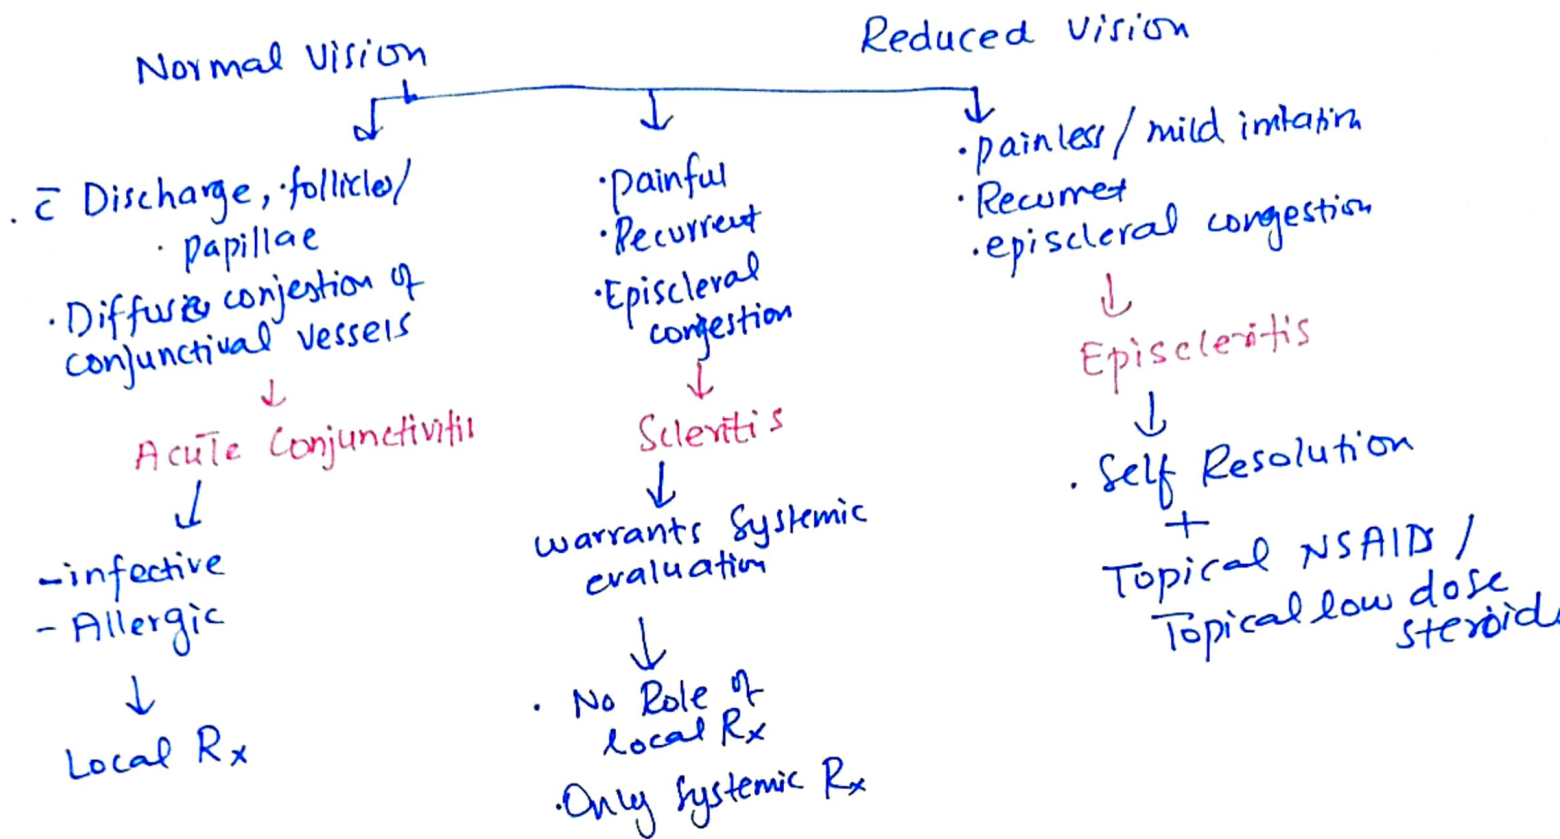 Normal Vision
Reduced Vision
. c̄ Discharge, .follicles/
. papillae
. Diffuse conjestion of
conjunctival vessels
Acute Conjunctivitis
-infective
- Allergic
Local Rx
.painful
.Recurrent
.Episcleral
congestion
Scleritis
warrants systemic
evaluation
. No Role of
local Rx
.Only systemic Rx
.painless / mild irritation
.Recurret
.episcleral congestion
Episcleritis
. Self Resolution
+
Topical NSAIDs /
Topical low dose
steroids